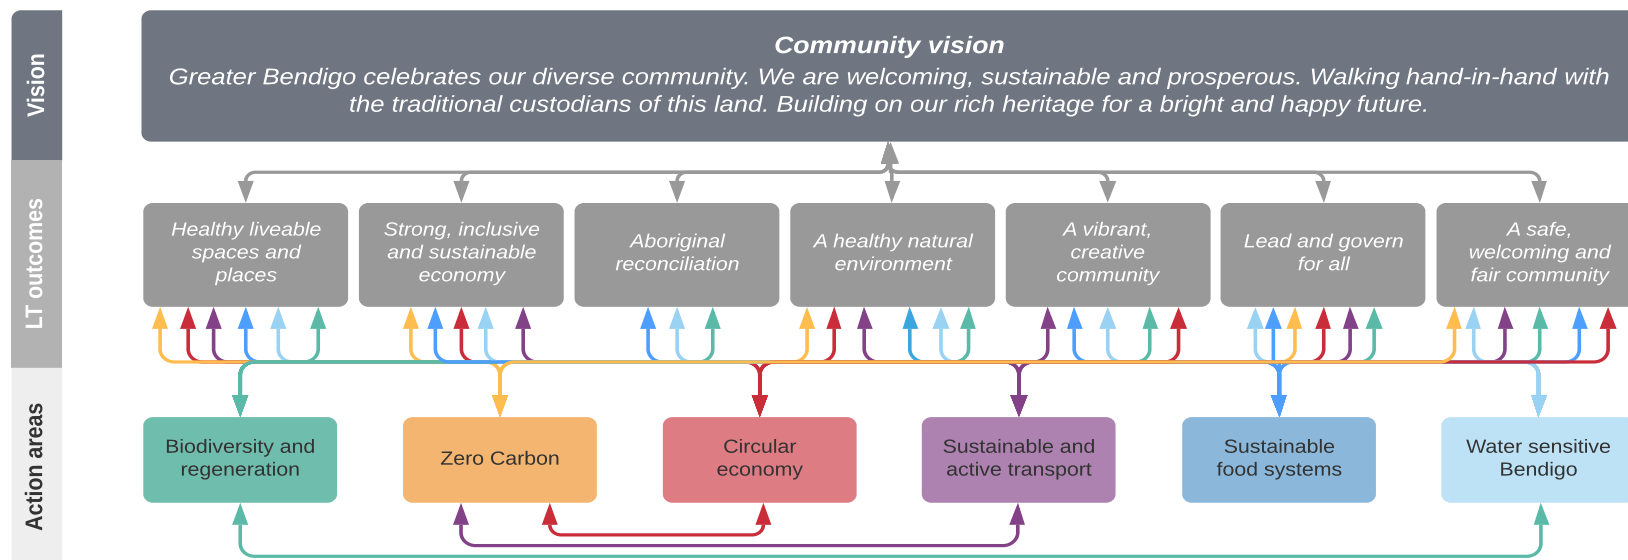 Vision
Community vision
Greater Bendigo celebrates our diverse community. We are welcoming, sustainable and prosperous. Walking hand-in-hand with
the traditional custodians of this land. Building on our rich heritage for a bright and happy future.
LT outcomes
Healthy liveable
spaces and
places
Strong, inclusive
and sustainable
economy
Aboriginal
reconciliation
A healthy natural
environment
A vibrant,
creative
community
Lead and govern
for all
A safe,
welcoming and
fair community
Action areas
Biodiversity and
regeneration
Zero Carbon
Circular
economy
Sustainable and
active transport
Sustainable
food systems
Water sensitive
Bendigo